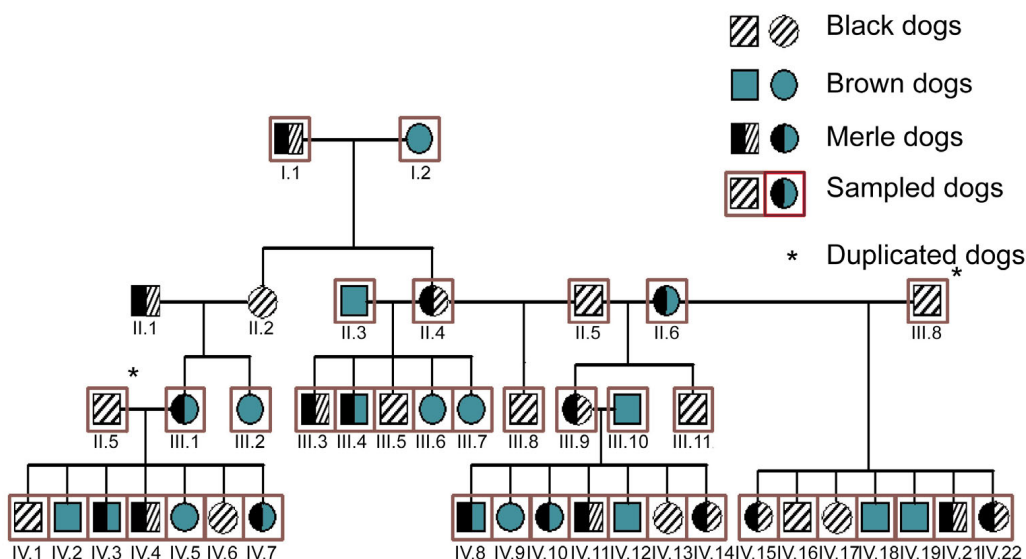 Black dogs
Brown dogs
Merle dogs
Sampled dogs
* Duplicated dogs
*
I.1 I.2
II.1 II.2 II.3 II.4 II.5 II.6 III.8
*
II.5 III.1 III.2 III.3 III.4 III.5 III.6 III.7 III.8 III.9 III.10 III.11
IV.1 IV.2 IV.3 IV.4 IV.5 IV.6 IV.7 IV.8 IV.9 IV.10 IV.11 IV.12 IV.13 IV.14 IV.15 IV.16 IV.17 IV.18 IV.19 IV.21 IV.22